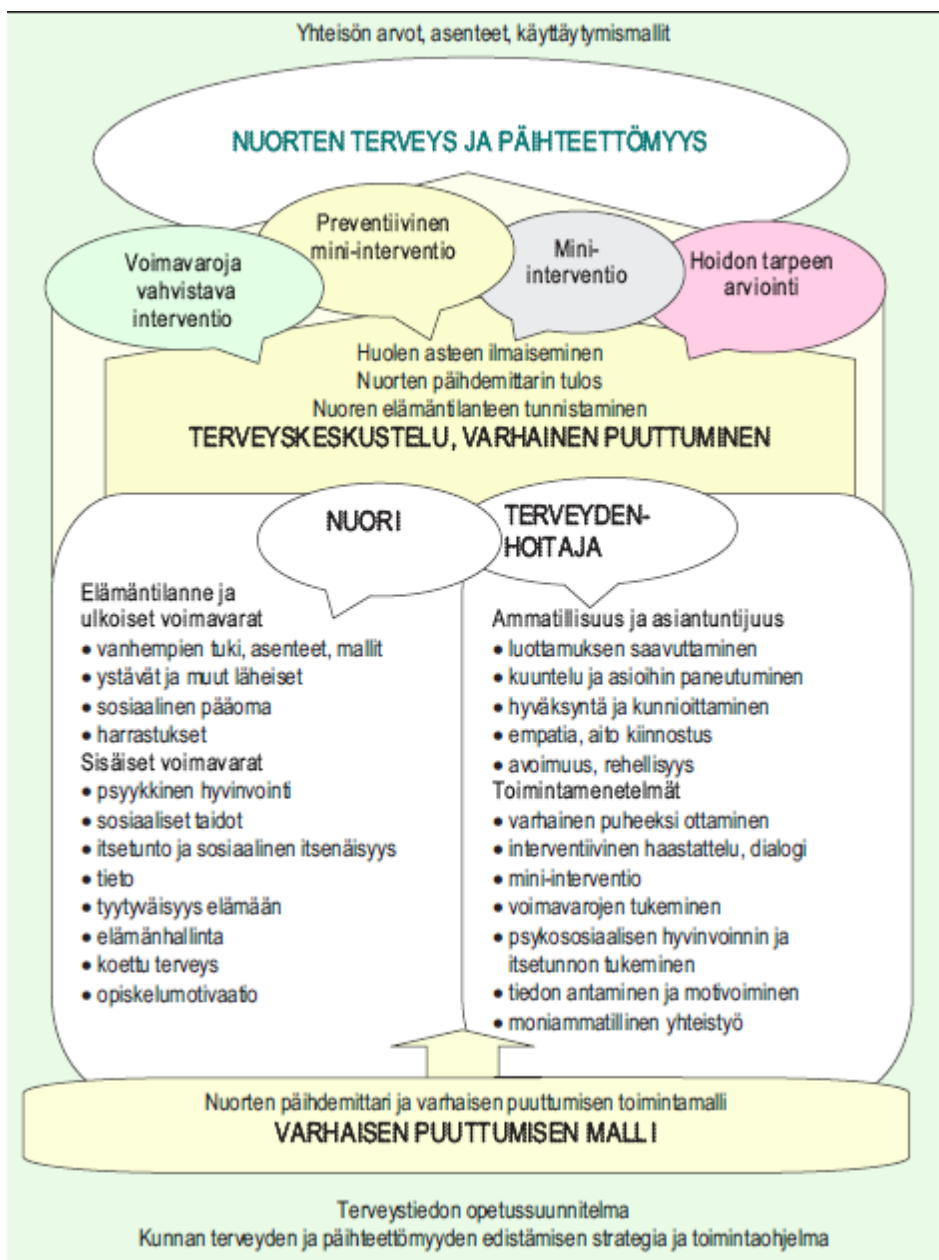 Yhteisön arvot, asenteet, käyttäytymismallit
NUORTEN TERVEYS JA PÄIHTEETTÖMYYS
Voimavaroja
vahvistava
interventio
Preventiivinen
mini-interventio
Mini-
interventio
Hoidon tarpeen
arviointi
Huolen asteen ilmaiseminen
Nuorten päihdemittarin tulos
Nuoren elämäntilanteen tunnistaminen
TERVEYSKESKUSTELU, VARHAINEN PUUTTUMINEN
NUORI
Elämäntilanne ja
ulkoiset voimavarat
• vanhempien tuki, asenteet, mallit
• ystävät ja muut läheiset
• sosiaalinen pääoma
• harrastukset
Sisäiset voimavarat
• psyykkinen hyvinvointi
• sosiaaliset taidot
• itsetunto ja sosiaalinen itsenäisyys
• tieto
• tyytyväisyys elämään
• elämänhallinta
• koettu terveys
• opiskelumotivaatio
TERVEYDEN-
HOITAJA
Ammatillisuus ja asiantuntijuus
• luottamuksen saavuttaminen
• kuuntelu ja asioihin paneutuminen
• hyväksyntä ja kunnioittaminen
• empatia, aito kiinnostus
• avoimuus, rehellisyys
Toimintamenetelmät
• varhainen puheeksi ottaminen
• interventiivinen haastattelu, dialogi
• mini-interventio
• voimavarojen tukeminen
• psykososiaalisen hyvinvoinnin ja
itsetunnon tukeminen
• tiedon antaminen ja motivoiminen
• moniammatillinen yhteistyö
Nuorten päihdemittari ja varhaisen puuttumisen toimintamalli
VARHAISEN PUUTTUMISEN MALLI
Terveystiedon opetussuunnitelma
Kunnan terveyden ja päihteettömyyden edistämisen strategia ja toimintaohjelma